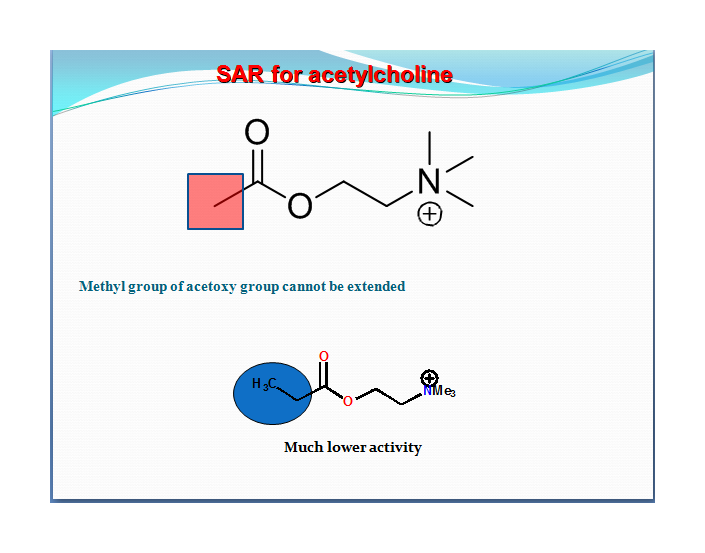 SAR for acetylcholine
O
O
N
+
Methyl group of acetoxy group cannot be extended
O
H3C
O
NMe3
+
Much lower activity